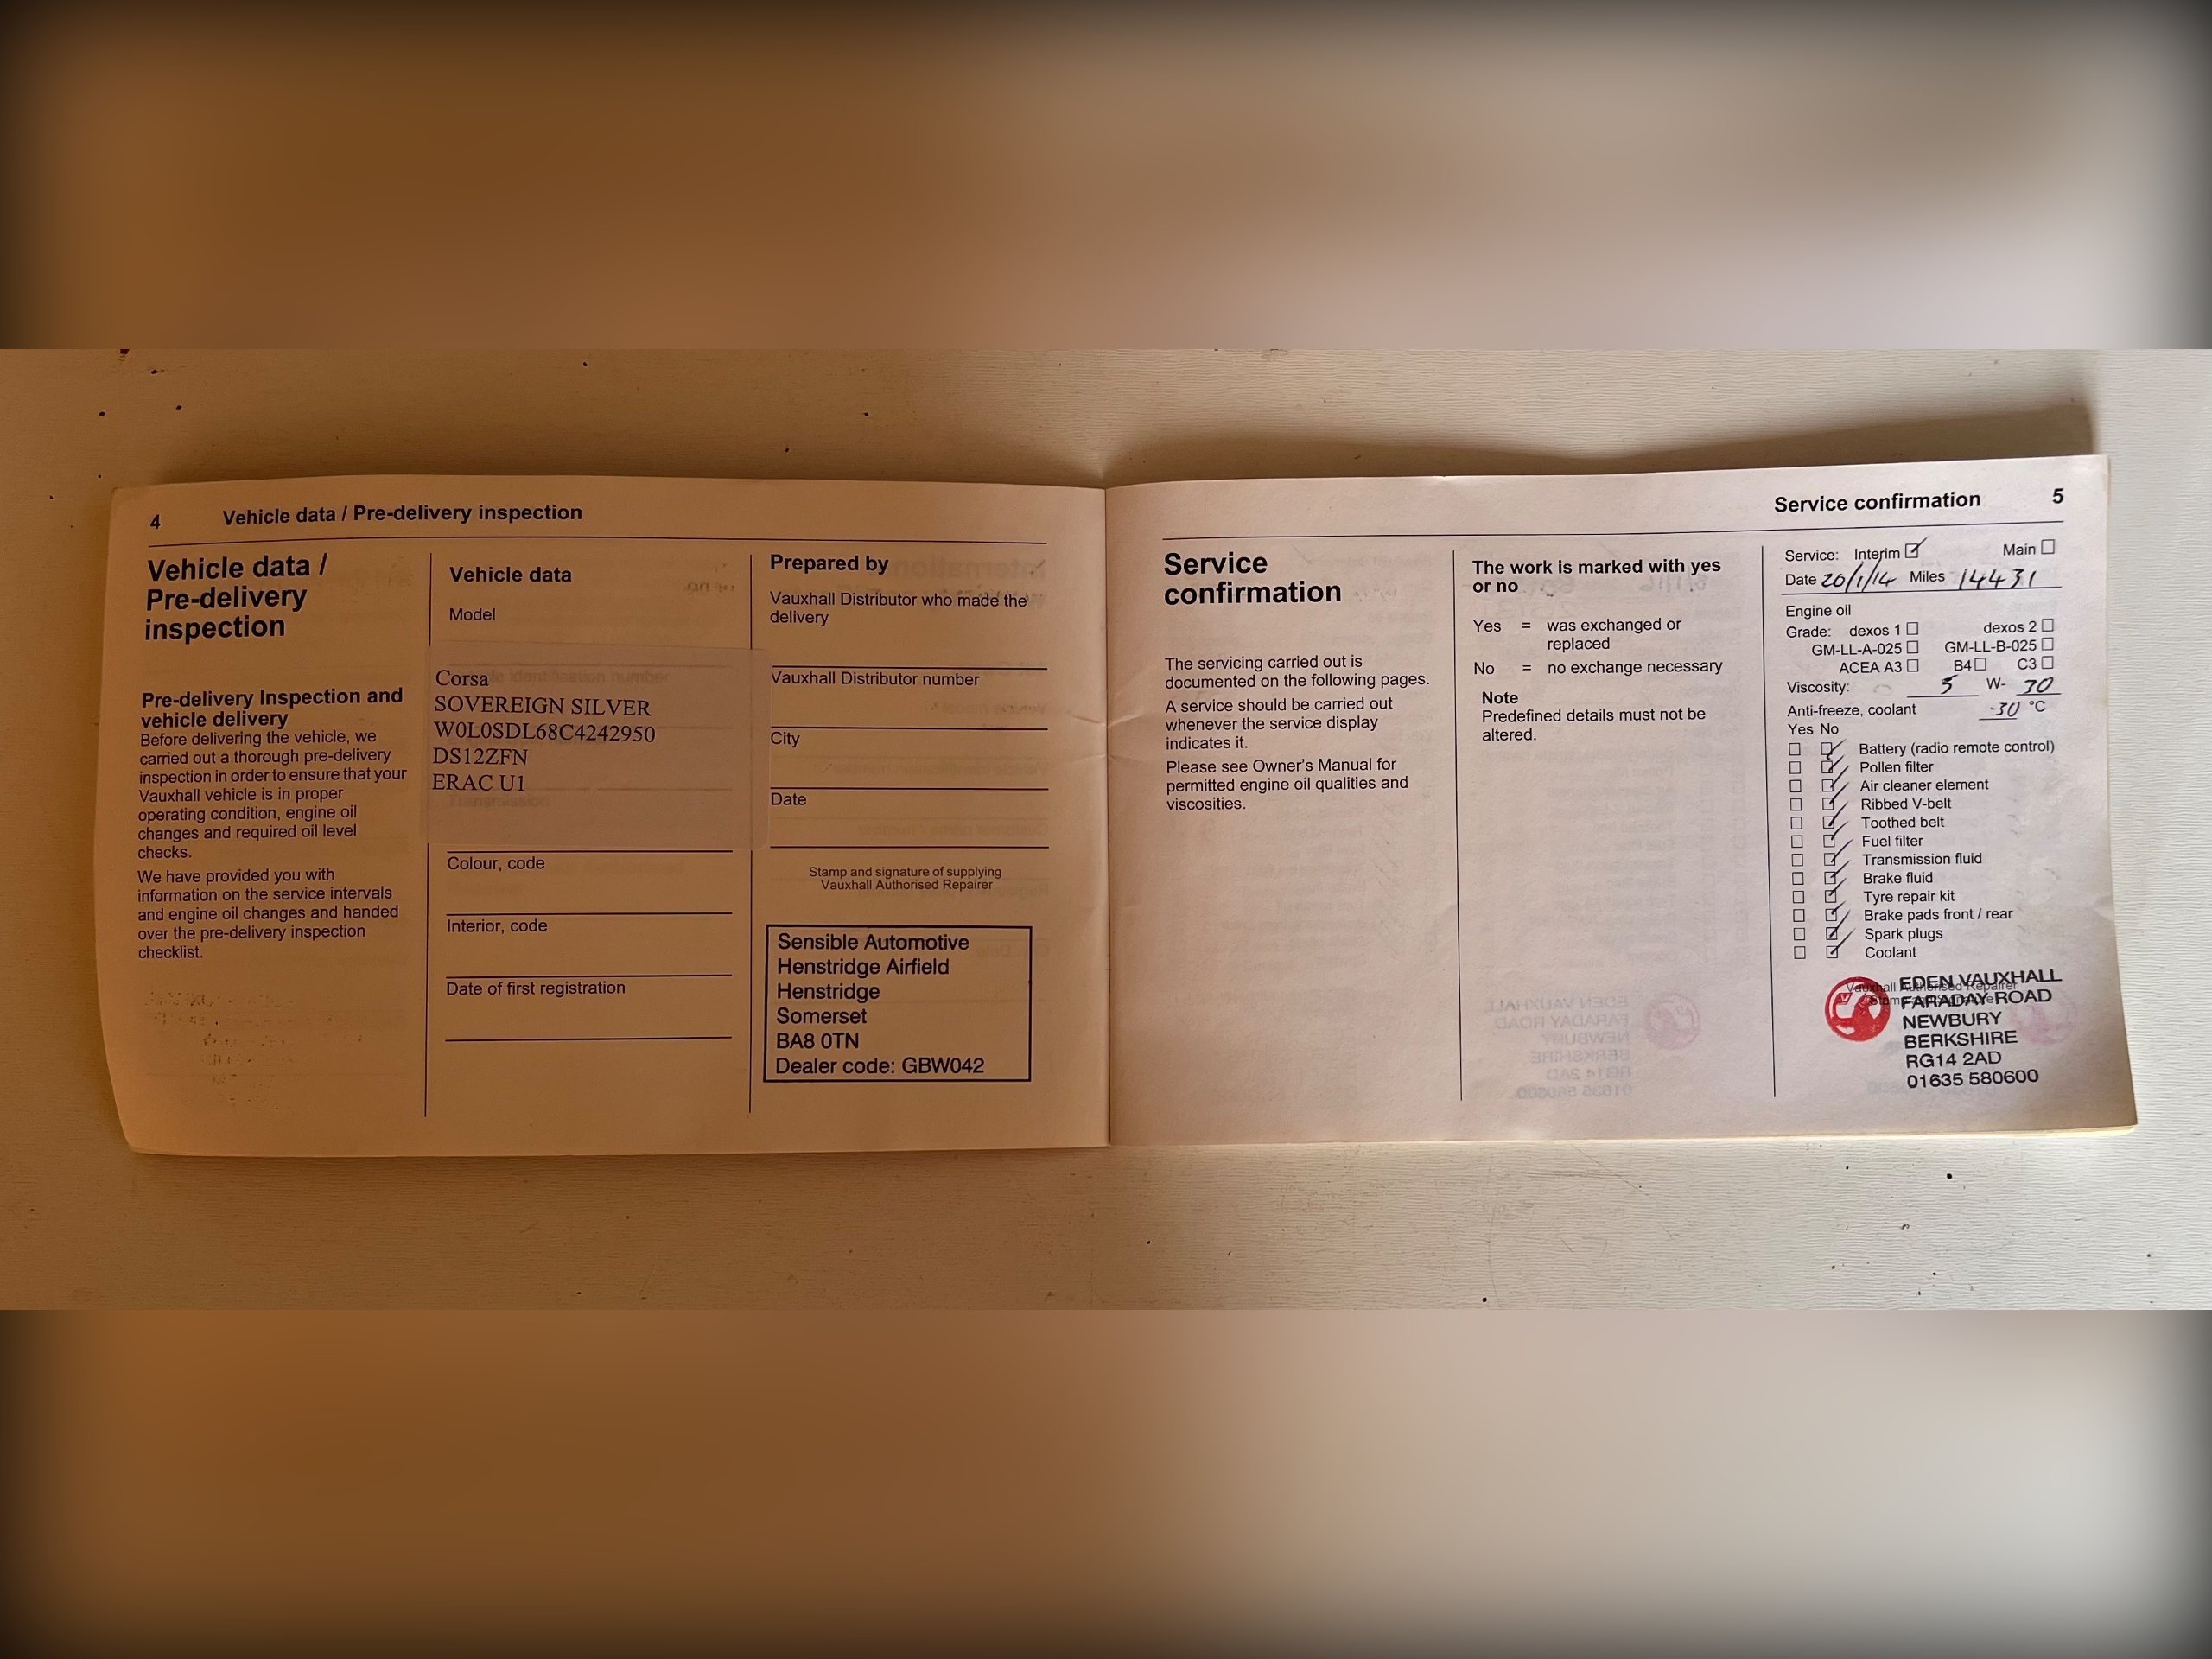 4 Vehicle data / Pre-delivery inspection
Vehicle data /
Pre-delivery
inspection
Pre-delivery Inspection and
vehicle delivery
Before delivering the vehicle, we
carried out a thorough pre-delivery
inspection in order to ensure that your
Vauxhall vehicle is in proper
operating condition, engine oil
changes and required oil level
checks.
We have provided you with
information on the service intervals
and engine oil changes and handed
over the pre-delivery inspection
checklist.
Vehicle data
Model
Corsa
SOVEREIGN SILVER
W0L0SDL68C4242950
DS12ZFN
ERAC U1
Colour, code
Interior, code
Date of first registration
Prepared by
Vauxhall Distributor who made the
delivery
Vauxhall Distributor number
City
Date
Stamp and signature of supplying
Vauxhall Authorised Repairer
Sensible Automotive
Henstridge Airfield
Henstridge
Somerset
BA8 0TN
Dealer code: GBW042
Service confirmation 5
Service
confirmation
The servicing carried out is
documented on the following pages.
A service should be carried out
whenever the service display
indicates it.
Please see Owner's Manual for
permitted engine oil qualities and
viscosities.
The work is marked with yes
or no
Yes = was exchanged or
replaced
No = no exchange necessary
Note
Predefined details must not be
altered.
Service: Interim Main
Date 20/1/14 Miles 14431
Engine oil
Grade: dexos 1 dexos 2
GM-LL-A-025 GM-LL-B-025
ACEA A3 B4 C3
Viscosity: 5 W- 30
Anti-freeze, coolant -30 °C
Yes No
Battery (radio remote control)
Pollen filter
Air cleaner element
Ribbed V-belt
Toothed belt
Fuel filter
Transmission fluid
Brake fluid
Tyre repair kit
Brake pads front / rear
Spark plugs
Coolant
Vauxhall Authorised Repairer
EDEN VAUXHALL
FARADAY ROAD
NEWBURY
BERKSHIRE
RG14 2AD
01635 580600